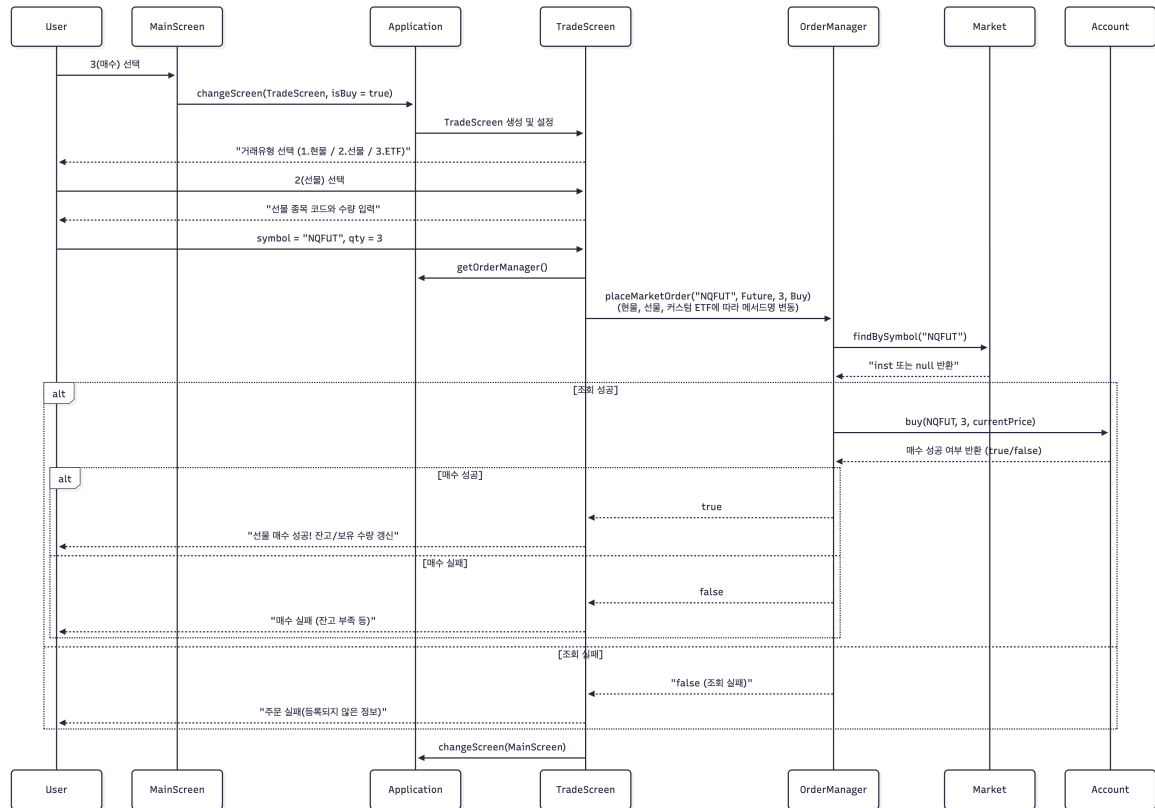 User
MainScreen
Application
TradeScreen
OrderManager
Market
Account
3(매수) 선택
changeScreen(TradeScreen, isBuy = true)
TradeScreen 생성 및 설정
"거래유형 선택 (1.현물 / 2.선물 / 3.ETF)"
2(선물) 선택
"선물 종목 코드와 수량 입력"
symbol = "NQFUT", qty = 3
getOrderManager()
placeMarketOrder("NQFUT", Future, 3, Buy)
(현물, 선물, 커스텀 ETF에 따라 메서드명 변동)
findBySymbol("NQFUT")
"inst 또는 null 반환"
alt
[조회 성공]
buy(NQFUT, 3, currentPrice)
매수 성공 여부 반환 (true/false)
alt
[매수 성공]
true
"선물 매수 성공! 잔고/보유 수량 갱신"
[매수 실패]
false
"매수 실패 (잔고 부족 등)"
[조회 실패]
"false (조회 실패)"
"주문 실패(등록되지 않은 정보)"
changeScreen(MainScreen)
User
MainScreen
Application
TradeScreen
OrderManager
Market
Account